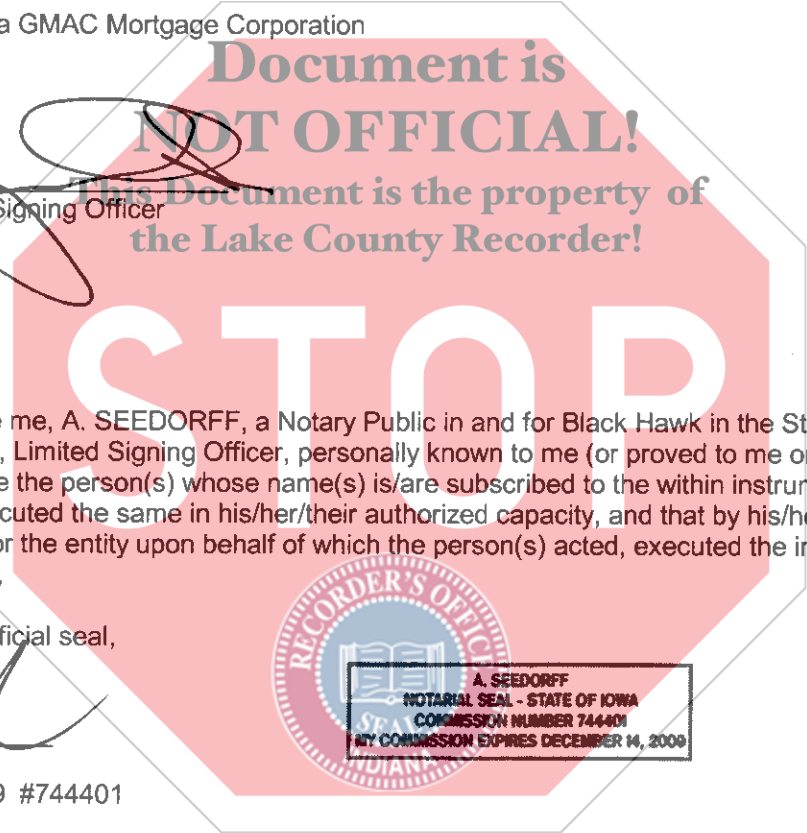 a GMAC Mortgage Corporation
Document is
NOT OFFICIAL!
This Document is the property of
Signing Officer
the Lake County Recorder!
STOP
e me, A. SEEDORFF, a Notary Public in and for Black Hawk in the St
, Limited Signing Officer, personally known to me (or proved to me o
e the person(s) whose name(s) is/are subscribed to the within instru
cuted the same in his/her/their authorized capacity, and that by his/h
or the entity upon behalf of which the person(s) acted, executed the i
ficial seal,
RECORDER'S OFFICE
SEAL
INDIANA
A. SEEDORFF
NOTARIAL SEAL - STATE OF IOWA
COMMISSION NUMBER 744401
MY COMMISSION EXPIRES DECEMBER 14, 2009
9 #744401